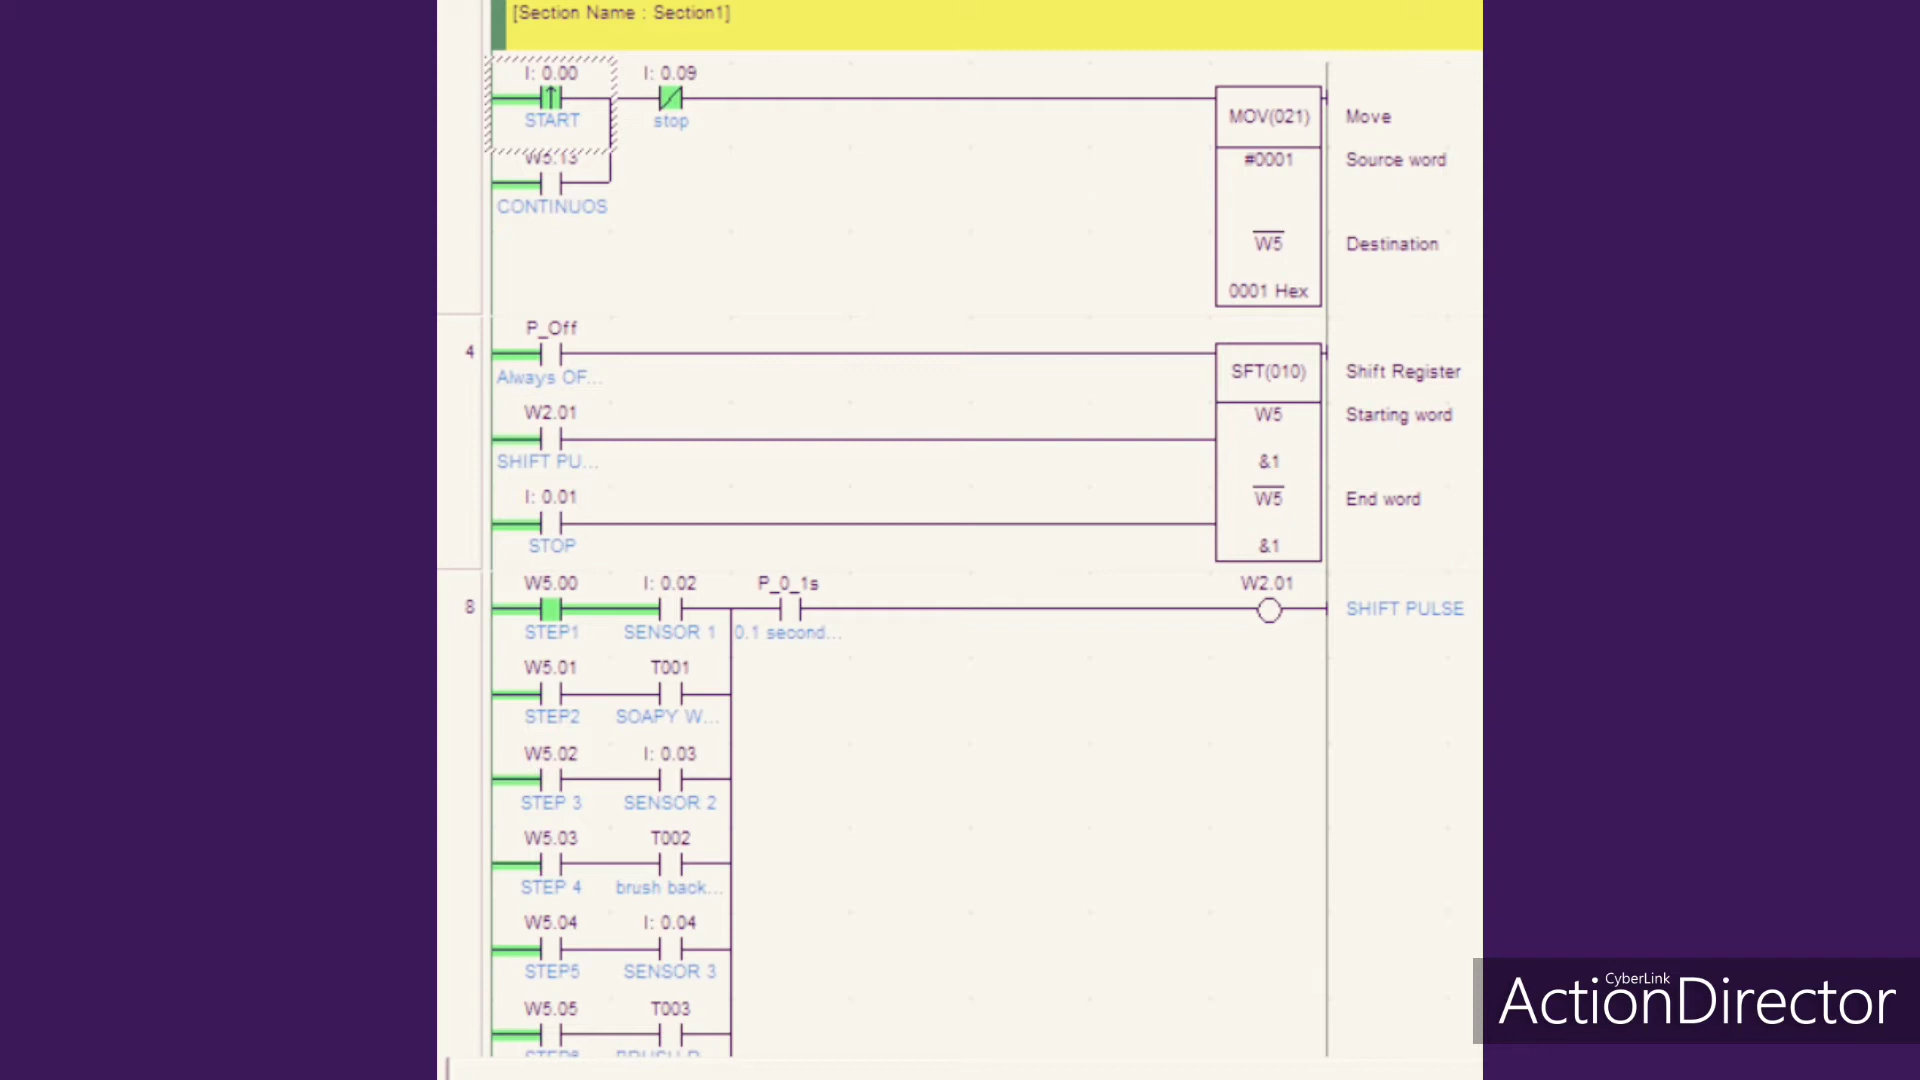 [Section Name : Section1]
I: 0.00 I: 0.09
START stop
MOV(021) Move
W5.13
#0001 Source word
CONTINUOS
W5 Destination
0001 Hex
P_Off
4
Always OF...
SFT(010) Shift Register
W2.01
W5 Starting word
SHIFT PU...
&1
I: 0.01
W5 End word
STOP
&1
W5.00 I: 0.02 P_0_1s W2.01
8 SHIFT PULSE
STEP1 SENSOR 1 0.1 second...
W5.01 T001
STEP2 SOAPY W...
W5.02 I: 0.03
STEP 3 SENSOR 2
W5.03 T002
STEP 4 brush back...
W5.04 I: 0.04
STEP5 SENSOR 3
W5.05 T003
CyberLink
ActionDirector